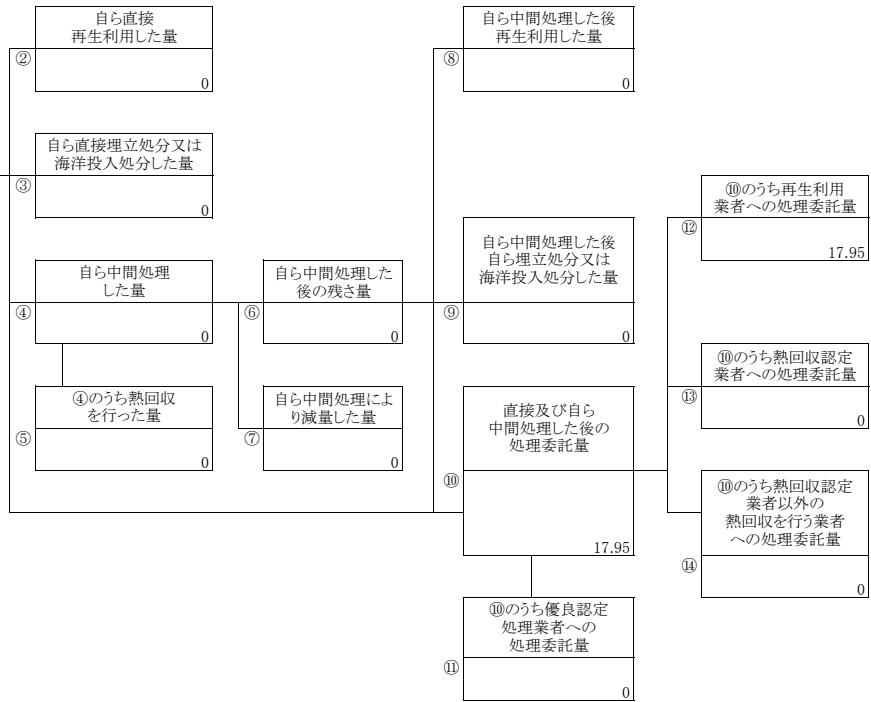 自ら直接
再生利用した量
②
0
自ら直接埋立処分又は
海洋投入処分した量
③
0
自ら中間処理
した量
④
0
④のうち熱回収
を行った量
⑤
0
自ら中間処理した
後の残さ量
⑥
0
自ら中間処理によ
り減量した量
⑦
0
自ら中間処理した後
再生利用した量
⑧
0
自ら中間処理した後
自ら埋立処分又は
海洋投入処分した量
⑨
0
直接及び自ら
中間処理した後の
処理委託量
⑩
17.95
⑩のうち優良認定
処理業者への
処理委託量
⑪
0
⑩のうち再生利用
業者への処理委託量
⑫
17.95
⑩のうち熱回収認定
業者への処理委託量
⑬
0
⑩のうち熱回収認定
業者以外の
熱回収を行う業者
への処理委託量
⑭
0